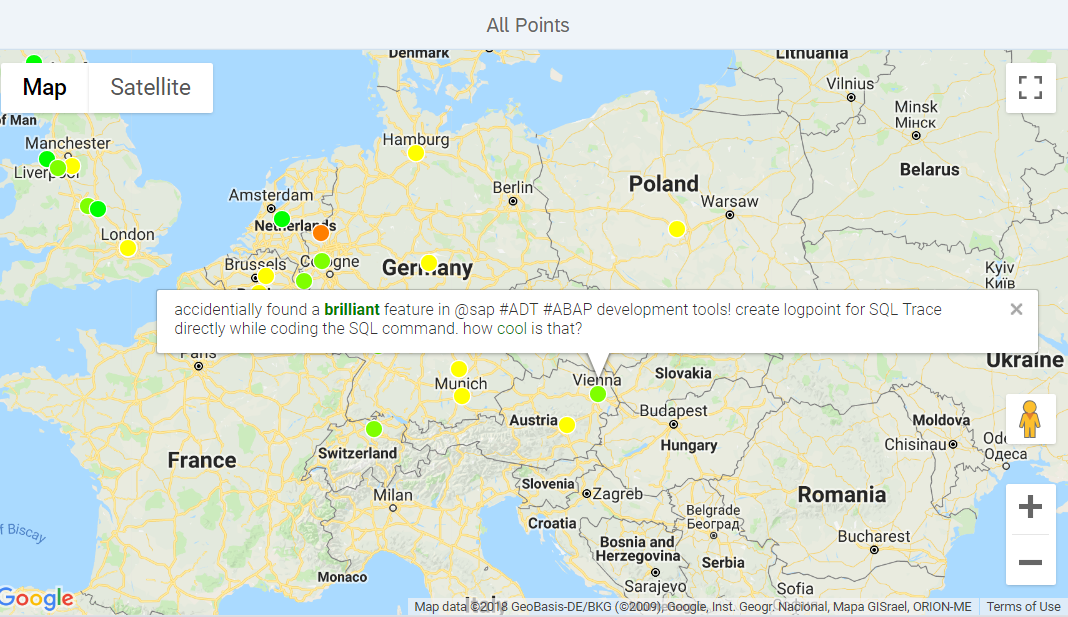 All Points
Denmark
Lithuania
Map
Satellite
Vilnius
Minsk
Мінск
of Man
Manchester
Hamburg
Liverpool
Belarus
Berlin
Poland
Amsterdam
Warsaw
Netherlands
London
Brussels
Cologne
Germany
Kyiv
Київ
accidentially found a brilliant feature in @sap #ADT #ABAP development tools! create logpoint for SQL Trace
directly while coding the SQL command. how cool is that?
×
Paris
Ukraine
Slovakia
Munich
Vienna
Budapest
Austria
Moldova
Chisinau
Hungary
Switzerland
Одеса
France
Slovenia
Milan
Zagreb
Romania
Belgrade
Београд
Croatia
f Biscay
Bucharest
Bosnia and
Herzegovina
Serbia
Monaco
Sarajevo
Sofia
Google
Italy
Map data ©2018 GeoBasis-DE/BKG (©2009), Google, Inst. Geogr. Nacional, Mapa GISrael, ORION-ME
Terms of Use